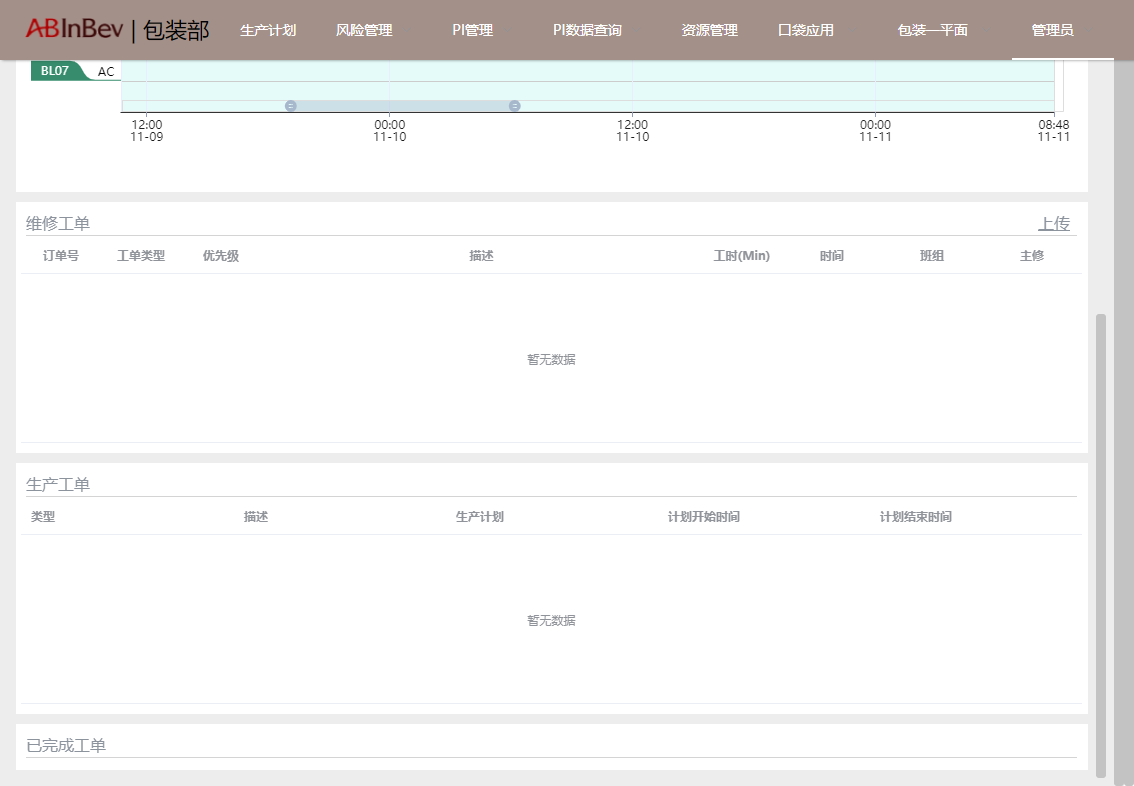 ABInBev | 包装部 生产计划 风险管理 PI管理 PI数据查询 资源管理 口袋应用 包装—平面 管理员
BL07 AC
12:00 00:00 12:00 00:00 08:48
11-09 11-10 11-10 11-11 11-11
维修工单 上传
订单号 工单类型 优先级 描述 工时(Min) 时间 班组 主修
暂无数据
生产工单
类型 描述 生产计划 计划开始时间 计划结束时间
暂无数据
已完成工单